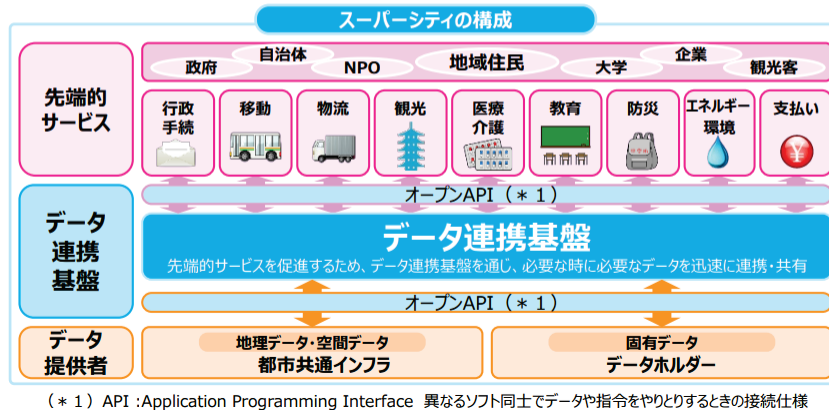 スーパーシティの構成
先端的
サービス
政府
自治体
NPO
地域住民
大学
企業
観光客
行政
手続
移動
物流
観光
医療
介護
教育
防災
エネルギー
環境
支払い
¥
オープンAPI（＊1）
データ
連携
基盤
データ連携基盤
先端的サービスを促進するため、データ連携基盤を通じ、必要な時に必要なデータを迅速に連携・共有
オープンAPI（＊1）
データ
提供者
地理データ・空間データ
都市共通インフラ
固有データ
データホルダー
（＊1）API :Application Programming Interface 異なるソフト同士でデータや指令をやりとりするときの接続仕様